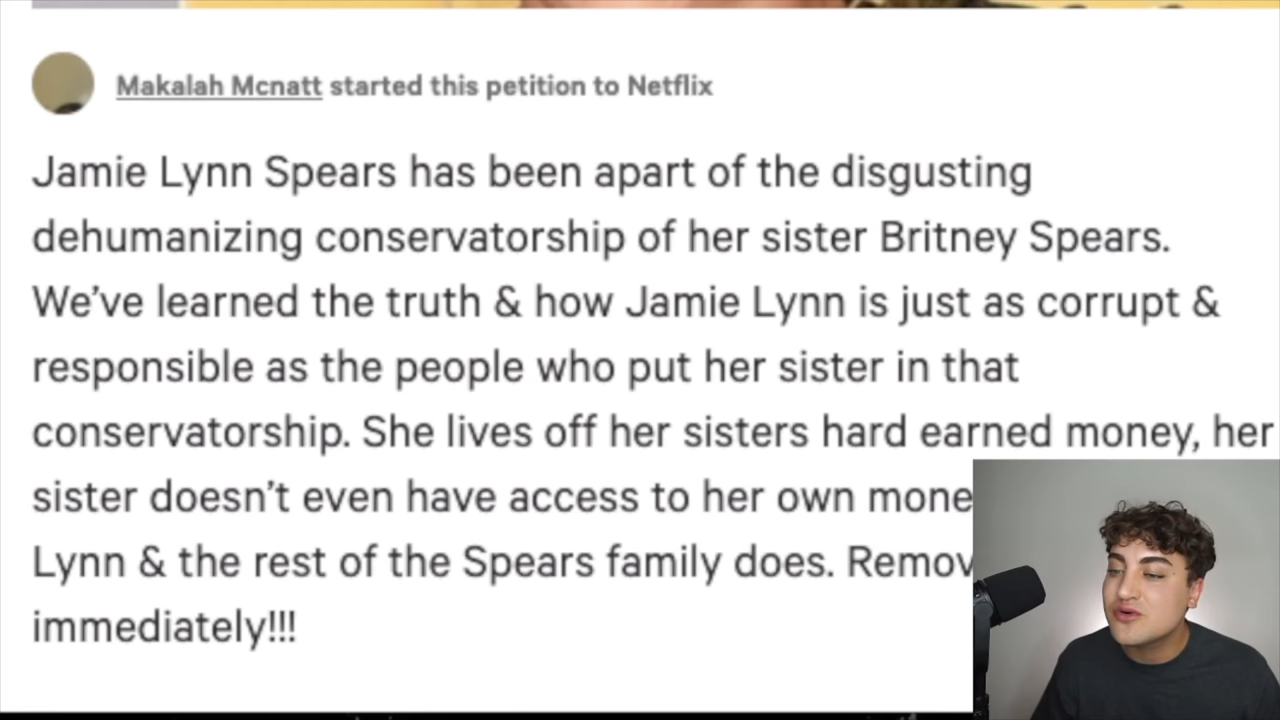 Makalah Mcnatt started this petition to Netflix
Jamie Lynn Spears has been apart of the disgusting
dehumanizing conservatorship of her sister Britney Spears.
We've learned the truth & how Jamie Lynn is just as corrupt &
responsible as the people who put her sister in that
conservatorship. She lives off her sisters hard earned money, her
sister doesn't even have access to her own
Lynn & the rest of the Spears family does.
immediately!!!